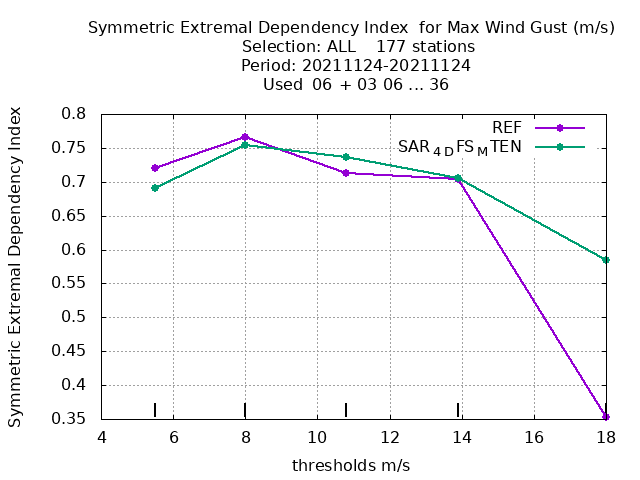 Symmetric Extremal Dependency Index  for Max Wind Gust (m/s)
Selection: ALL    177 stations
Period: 20211124-20211124
Used  06 + 03 06 ... 36
REF
SAR4DFSMTEN
Symmetric Extremal Dependency Index
0.8
0.75
0.7
0.65
0.6
0.55
0.5
0.45
0.4
0.35
4 6 8 10 12 14 16 18
thresholds m/s